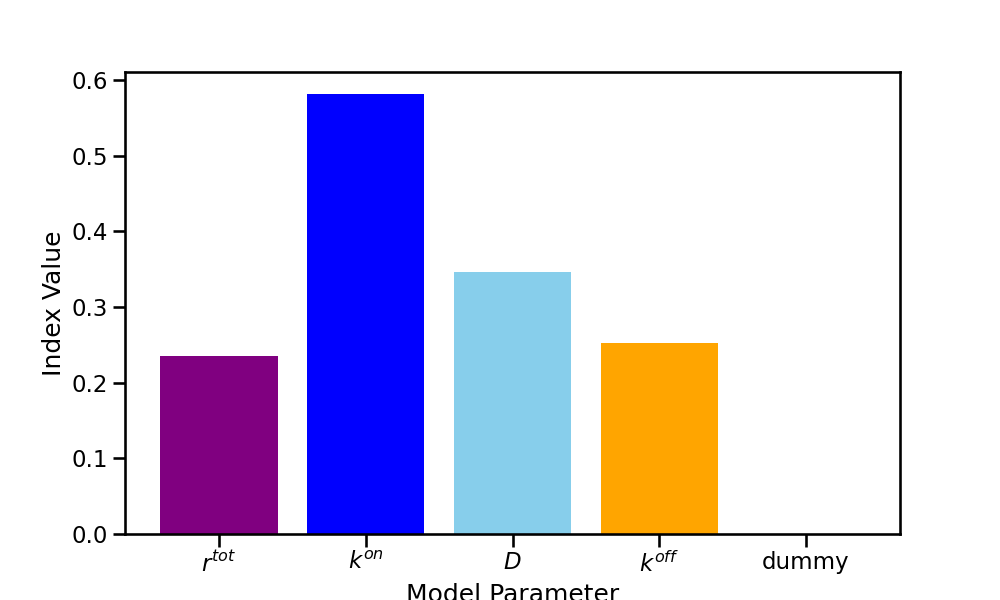 0.6
0.5
0.4
0.3
0.2
0.1
0.0
Index Value
r^{tot} k^{on} D k^{off} dummy
Model Parameter